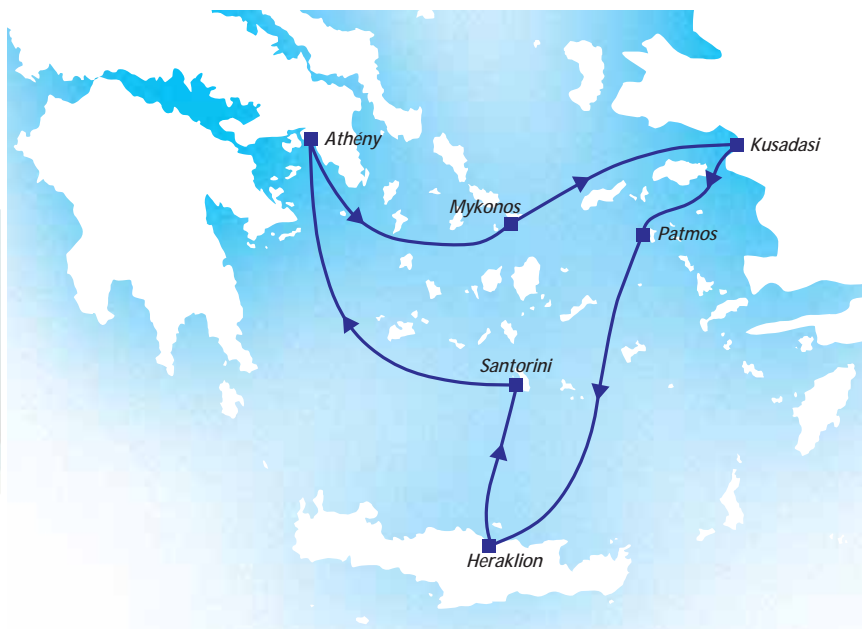 Athény
Kusadasi
Mykonos
Patmos
Santorini
Heraklion